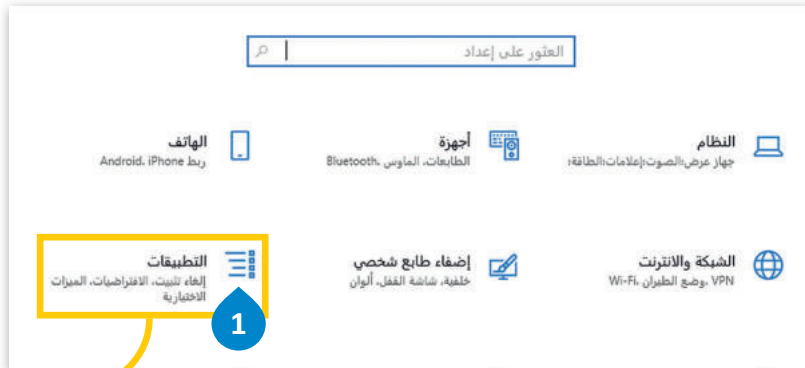 العثور على إعداد
النظام
جهاز عرض،الصوت،إعلامات،الطاقة،
أجهزة
الطابعات، الماوس ،Bluetooth
الهاتف
ربط Android، iPhone
الشبكة والانترنت
VPN ،وضع الطيران ،Wi-Fi
إضفاء طابع شخصي
خلفية، شاشة القفل، ألوان
التطبيقات
إلغاء تثبيت، الافتراضيات، الميزات
الاختيارية
1